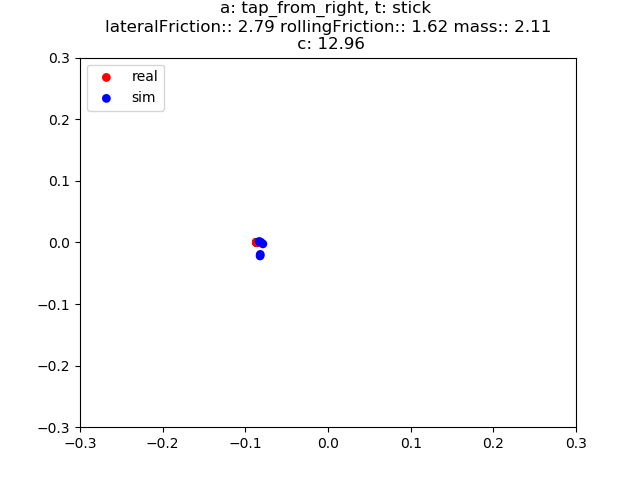 a: tap_from_right, t: stick
lateralFriction:: 2.79 rollingFriction:: 1.62 mass:: 2.11
c: 12.96
real
sim
0.3
0.2
0.1
0.0
−0.1
−0.2
−0.3
−0.3 −0.2 −0.1 0.0 0.1 0.2 0.3